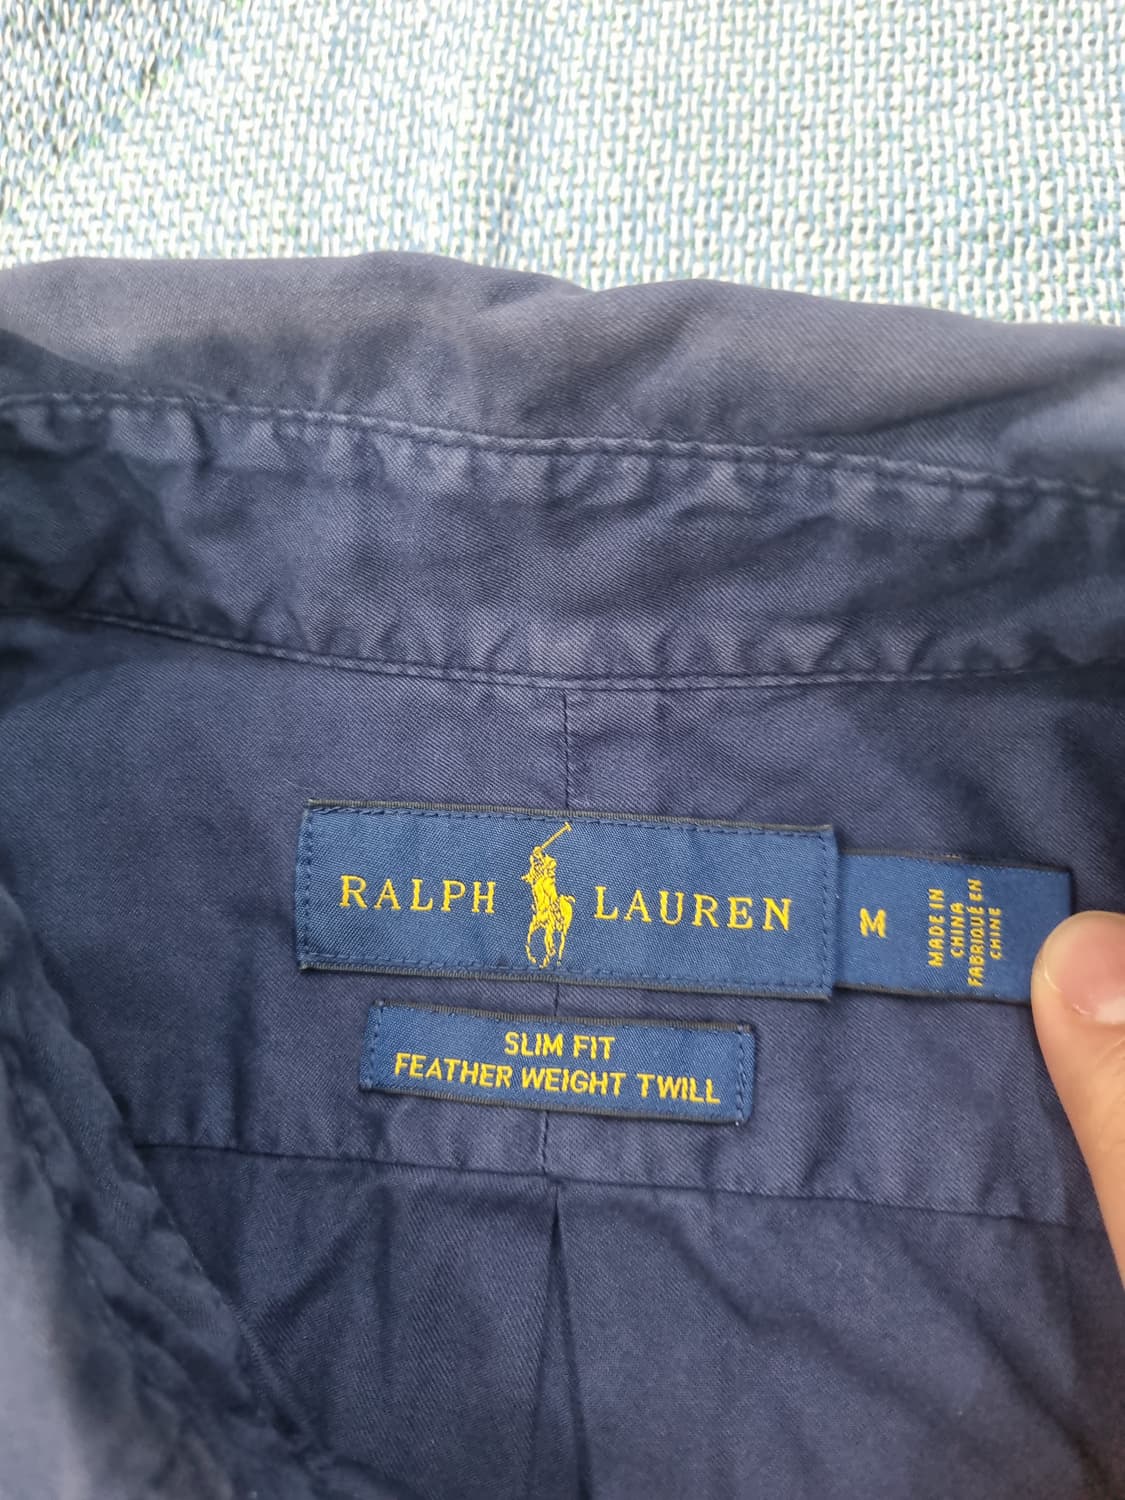 RALPH LAUREN
M
MADE IN
CHINA
FABRIQUÉ EN
CHINE
SLIM FIT
FEATHER WEIGHT TWILL